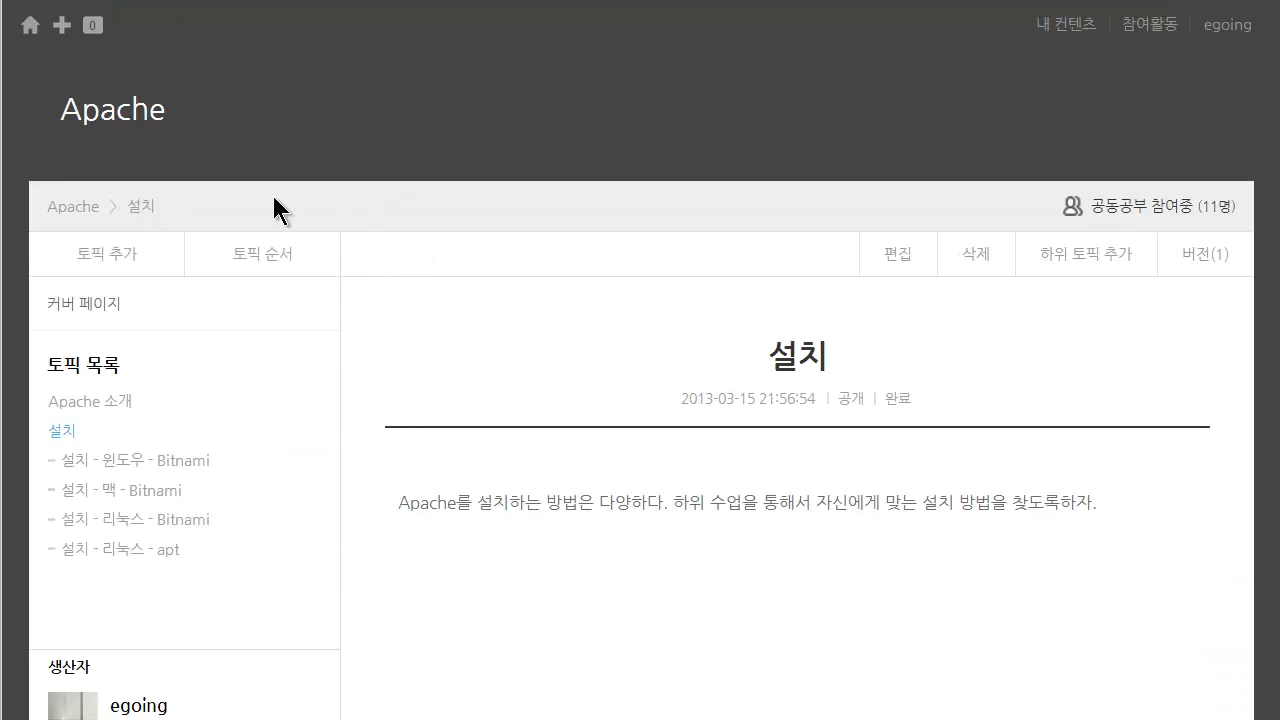 0
내 컨텐츠 | 참여활동 | egoing
Apache
Apache > 설치
공동공부 참여중 (11명)
토픽 추가
토픽 순서
편집
삭제
하위 토픽 추가
버전(1)
커버 페이지
토픽 목록
Apache 소개
설치
- 설치 - 윈도우 - Bitnami
- 설치 - 맥 - Bitnami
- 설치 - 리눅스 - Bitnami
- 설치 - 리눅스 - apt
생산자
egoing
설치
2013-03-15 21:56:54 | 공개 | 완료
Apache를 설치하는 방법은 다양하다. 하위 수업을 통해서 자신에게 맞는 설치 방법을 찾도록하자.